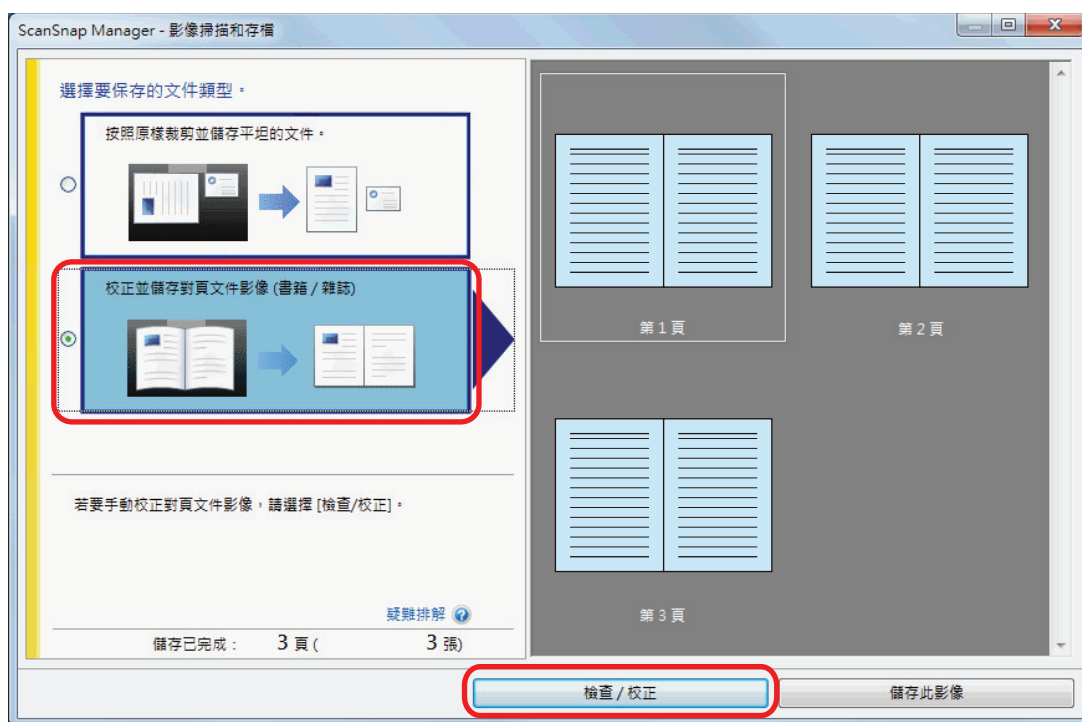 ScanSnap Manager - 影像掃描和存檔
選擇要保存的文件類型。
按照原樣裁剪並儲存平坦的文件。
校正並儲存對頁文件影像 (書籍 / 雜誌)
若要手動校正對頁文件影像，請選擇 [檢查/校正]。
疑難排解 ?
儲存已完成： 3 頁 ( 3 張)
第 1 頁
第 2 頁
第 3 頁
檢查 / 校正
儲存此影像